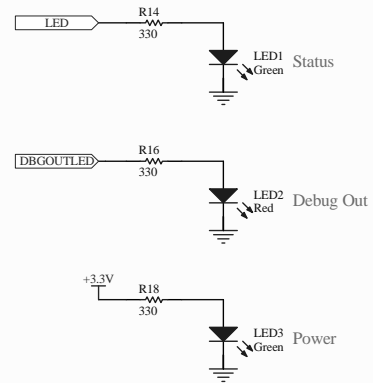 R14
LED
330
LED1
Green
Status
R16
DBGOUTLED
330
LED2
Red
Debug Out
+3.3V
R18
330
LED3
Green
Power